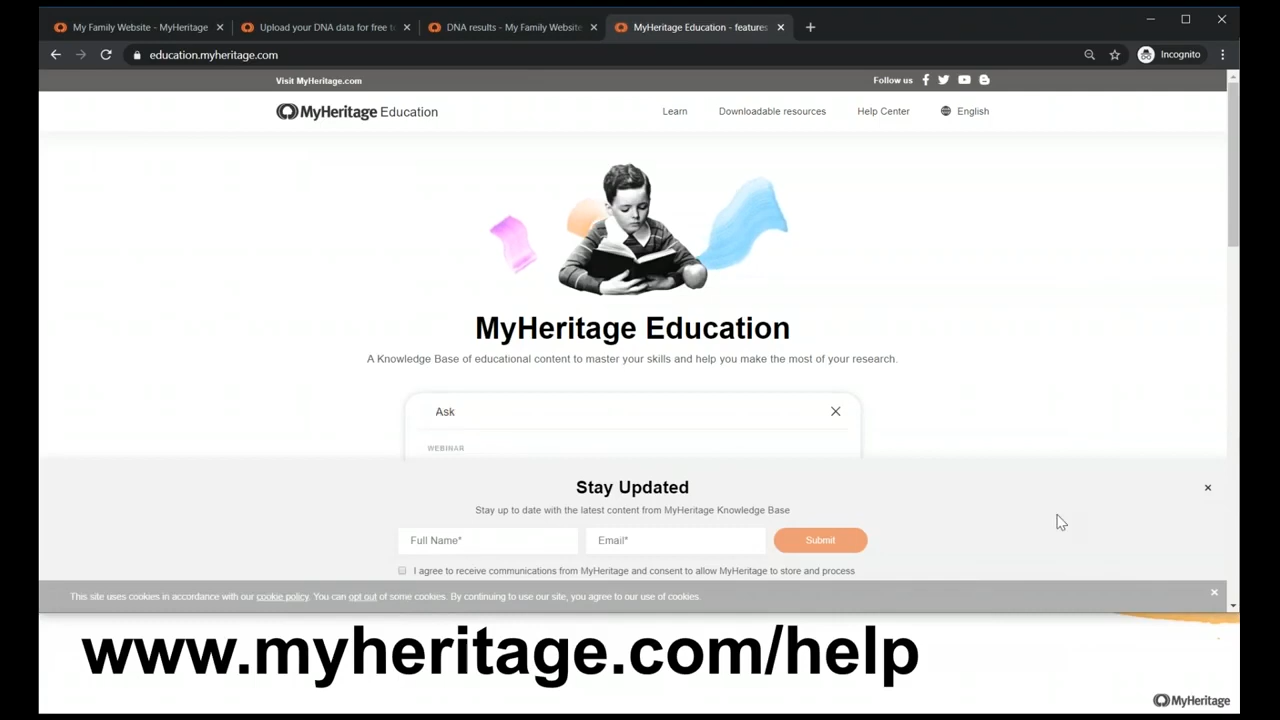 My Family Website - MyHeritage
Upload your DNA data for free t
DNA results - My Family Website
MyHeritage Education - features
education.myheritage.com
Incognito
Visit MyHeritage.com
Follow us
MyHeritage Education
Learn
Downloadable resources
Help Center
English
MyHeritage Education
A Knowledge Base of educational content to master your skills and help you make the most of your research.
Ask
WEBINAR
Stay Updated
Stay up to date with the latest content from MyHeritage Knowledge Base
Full Name*
Email*
Submit
I agree to receive communications from MyHeritage and consent to allow MyHeritage to store and process
This site uses cookies in accordance with our cookie policy. You can opt out of some cookies. By continuing to use our site, you agree to our use of cookies.
www.myheritage.com/help
MyHeritage